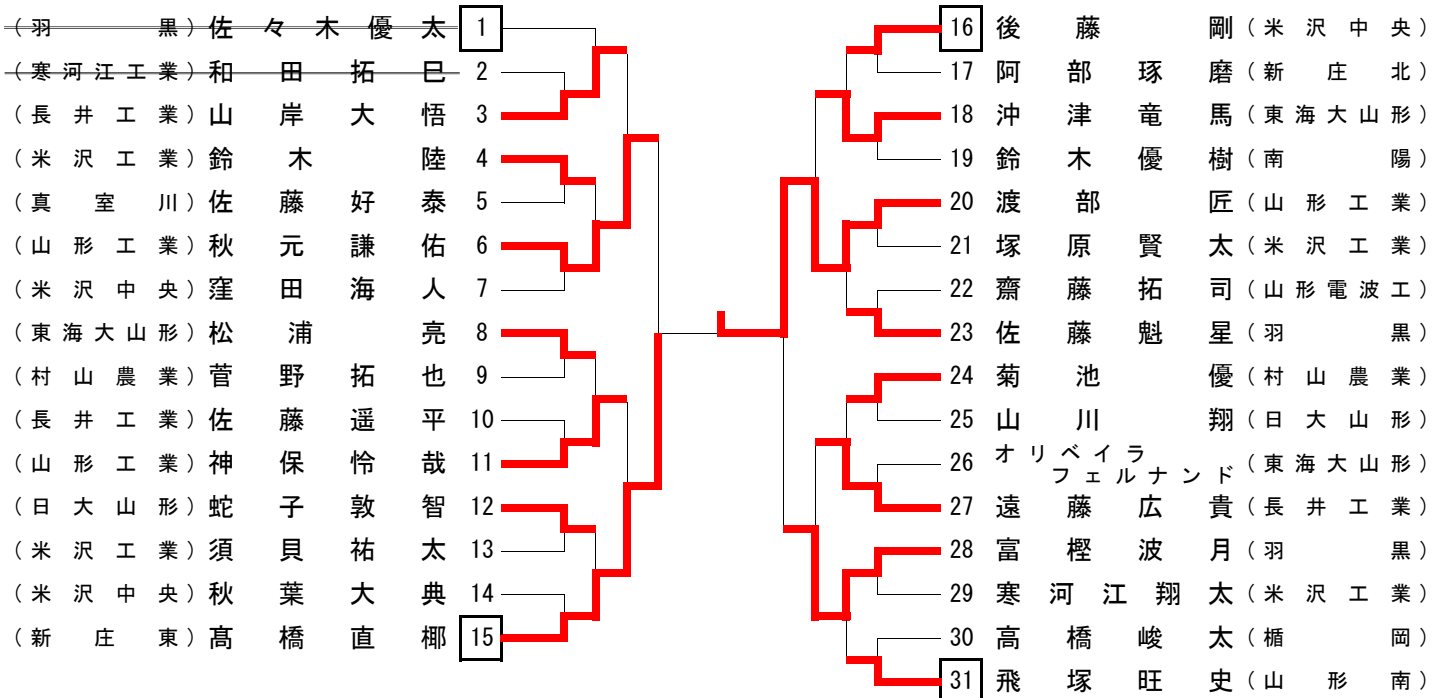 （羽黒）佐々木優太 1
（寒河江工業）和田拓巳 2
（長井工業）山岸大悟 3
（米沢工業）鈴木陸 4
（真室川）佐藤好泰 5
（山形工業）秋元謙佑 6
（米沢中央）窪田海人 7
（東海大山形）松浦亮 8
（村山農業）菅野拓也 9
（長井工業）佐藤遥平 10
（山形工業）神保怜哉 11
（日大山形）蛇子敦智 12
（米沢工業）須貝祐太 13
（米沢中央）秋葉大典 14
（新庄東）髙橋直椰 15
16 後藤剛（米沢中央）
17 阿部琢磨（新庄北）
18 沖津竜馬（東海大山形）
19 鈴木優樹（南陽）
20 渡部匠（山形工業）
21 塚原賢太（米沢工業）
22 齋藤拓司（山形電波工）
23 佐藤魁星（羽黒）
24 菊池優（村山農業）
25 山川翔（日大山形）
26 オリベイラ
フェルナンド（東海大山形）
27 遠藤広貴（長井工業）
28 富樫波月（羽黒）
29 寒河江翔太（米沢工業）
30 高橋峻太（楯岡）
31 飛塚旺史（山形南）